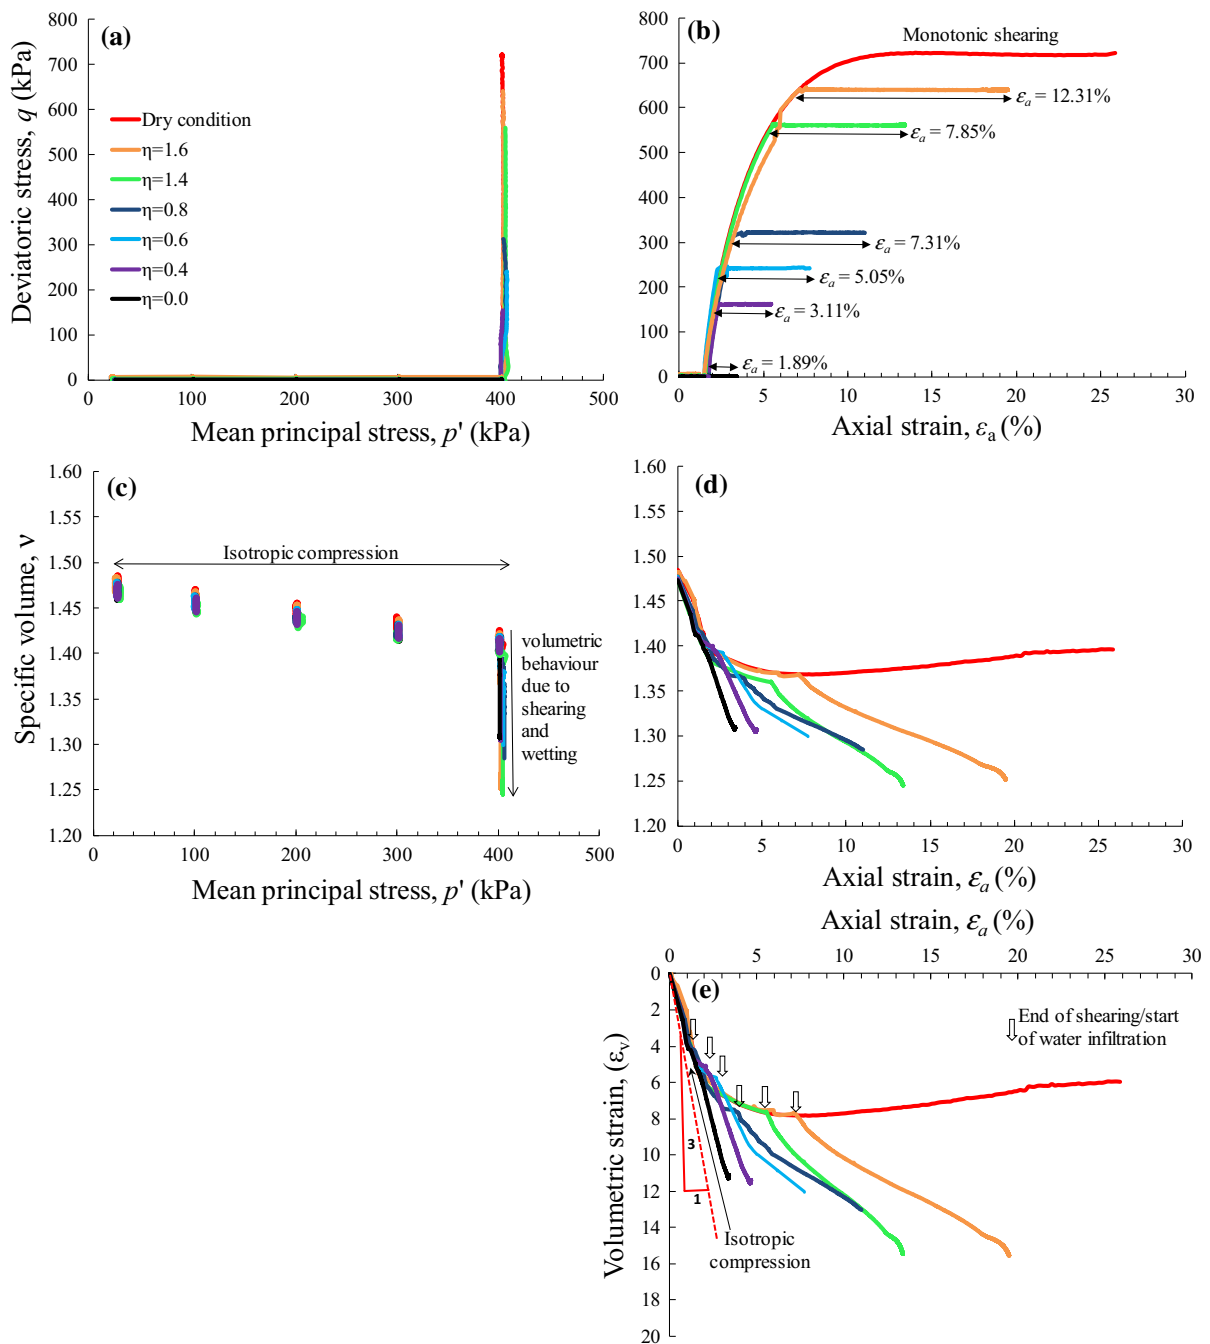 (a)
800
700
600
500
400
300
200
100
0
Deviatoric stress, q (kPa)
Dry condition
η=1.6
η=1.4
η=0.8
η=0.6
η=0.4
η=0.0
0 100 200 300 400 500
Mean principal stress, p' (kPa)
(b)
800
700
600
500
400
300
200
100
0
Monotonic shearing
εa = 12.31%
εa = 7.85%
εa = 7.31%
εa = 5.05%
εa = 3.11%
εa = 1.89%
0 5 10 15 20 25 30
Axial strain, εa (%)
(c)
1.60
1.55
1.50
1.45
1.40
1.35
1.30
1.25
1.20
Specific volume, ν
Isotropic compression
volumetric
behaviour
due to
shearing
and
wetting
0 100 200 300 400 500
Mean principal stress, p' (kPa)
(d)
1.60
1.55
1.50
1.45
1.40
1.35
1.30
1.25
1.20
0 5 10 15 20 25 30
Axial strain, εa (%)
Axial strain, εa (%)
0 5 10 15 20 25 30
(e)
0
2
4
6
8
10
12
14
16
18
20
Volumetric strain, (εv)
End of shearing/start
of water infiltration
3
1
Isotropic
compression